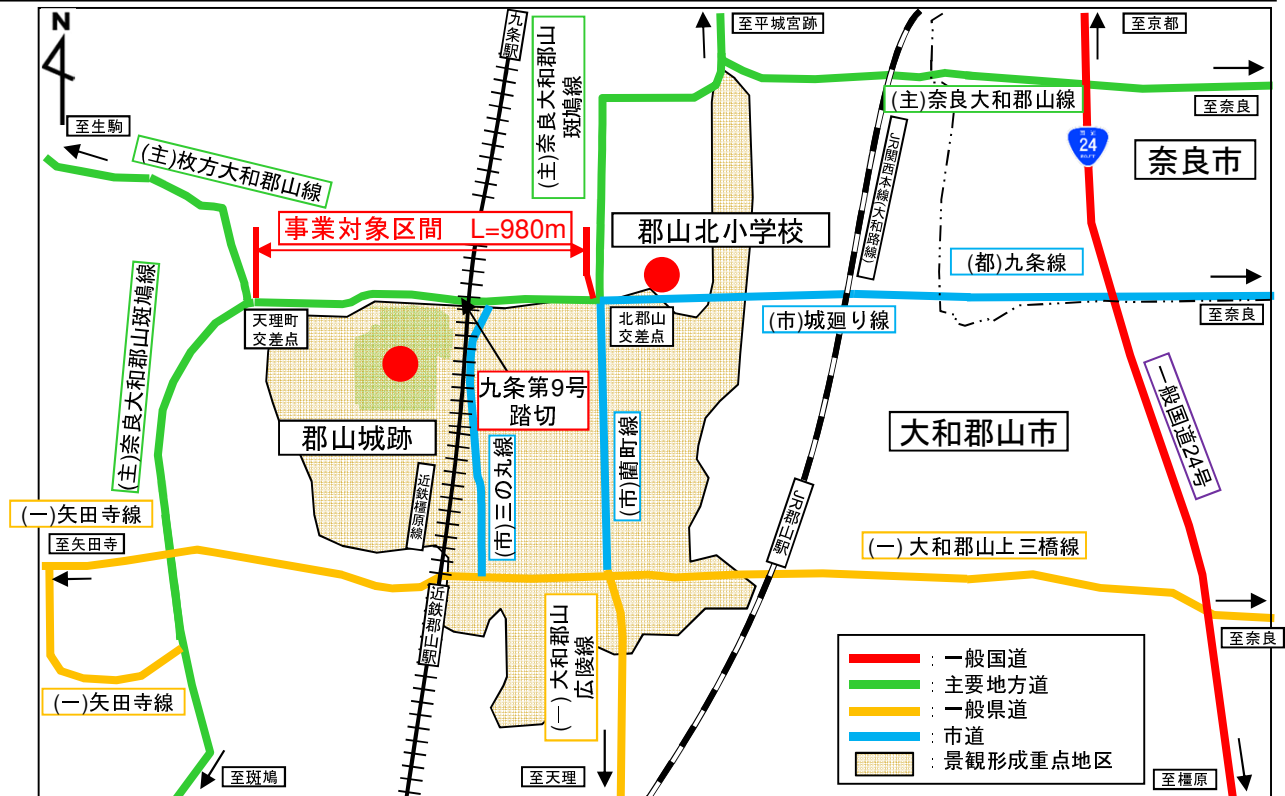 N
九条駅
(主)奈良大和郡山
斑鳩線
至平城宮跡
至京都
至生駒
(主)枚方大和郡山線
(主)奈良大和郡山線
至奈良
24
奈良市
JR関西本線(大和路線)
事業対象区間 L=980m
郡山北小学校
(都)九条線
(主)奈良大和郡山斑鳩線
天理町
交差点
北郡山
交差点
(市)城廻り線
至奈良
九条第9号
踏切
郡山城跡
大和郡山市
一般国道24号
(市)三の丸線
(市)藺町線
近鉄橿原線
JR郡山駅
(一)矢田寺線
至矢田寺
(一)大和郡山上三橋線
近鉄郡山駅
(一)大和郡山
広陵線
至奈良
(一)矢田寺線
至斑鳩
至天理
至橿原
: 一般国道
: 主要地方道
: 一般県道
: 市道
: 景観形成重点地区